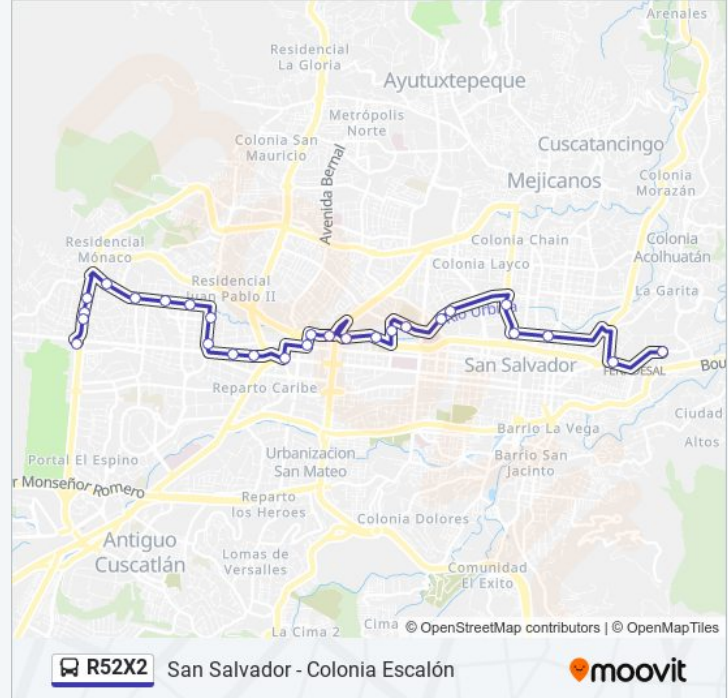 Arenales
Residencial
La Gloria
Ayutuxtepeque
Metrópolis
Norte
Cuscatancingo
Colonia San
Mauricio
Avenida Bernal
Mejicanos
Colonia
Morazán
Residencial
Mónaco
Colonia Chain
Colonia
Acolhuatán
Colonia Layco
Residencial
Juan Pablo II
La Garita
San Salvador
Reparto Caribe
Ciudad
Altos
Barrio La Vega
Urbanizacion
San Mateo
Barrio San
Jacinto
Portal El Espino
r Monseñor Romero
Reparto
los Heroes
Colonia Dolores
Antiguo
Cuscatlán
Lomas de
Versalles
Comunidad
El Exito
Cima
La Cima 2
© OpenStreetMap contributors | © OpenMapTiles
R52X2 San Salvador - Colonia Escalón
moovit